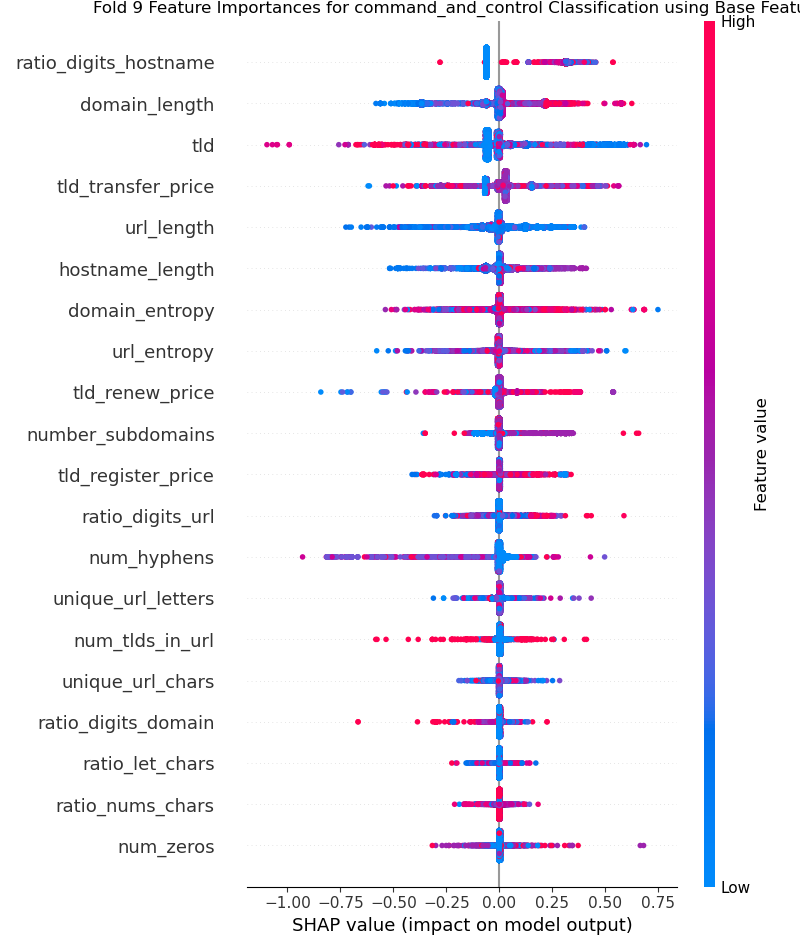 Fold 9 Feature Importances for command_and_control Classification using Base Featu
High
ratio_digits_hostname
domain_length
tld
tld_transfer_price
url_length
hostname_length
domain_entropy
url_entropy
tld_renew_price
number_subdomains
tld_register_price
ratio_digits_url
num_hyphens
unique_url_letters
num_tlds_in_url
unique_url_chars
ratio_digits_domain
ratio_let_chars
ratio_nums_chars
num_zeros
Feature value
Low
−1.00 −0.75 −0.50 −0.25 0.00 0.25 0.50 0.75
SHAP value (impact on model output)